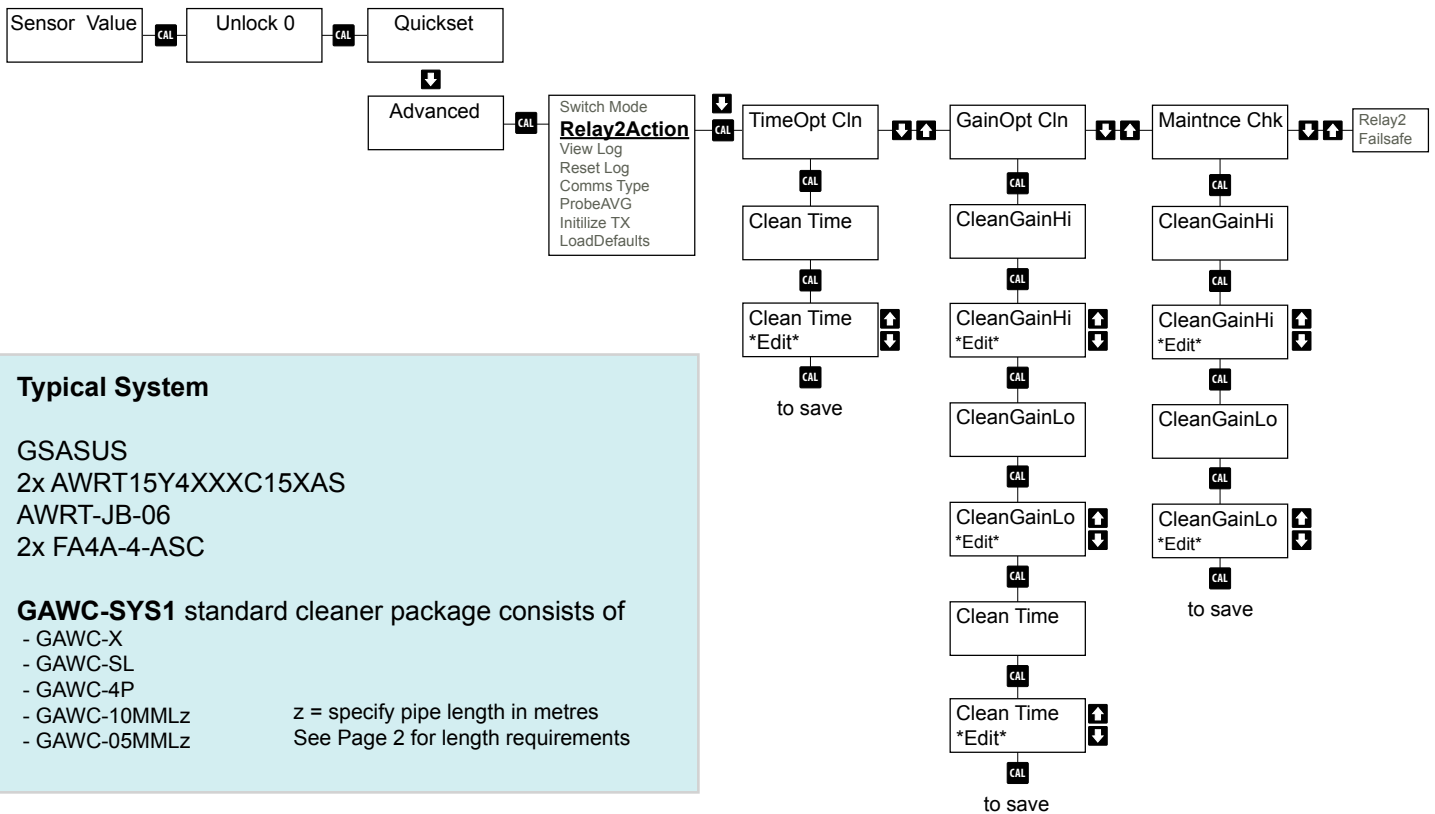 Sensor Value
CAL
Unlock 0
CAL
Quickset
Advanced
CAL
Switch Mode
Relay2Action
View Log
Reset Log
Comms Type
ProbeAVG
Initilize TX
LoadDefaults
CAL
TimeOpt Cln
CAL
Clean Time
CAL
Clean Time
*Edit*
CAL
to save
GainOpt Cln
CAL
CleanGainHi
CAL
CleanGainHi
*Edit*
CAL
CleanGainLo
CAL
CleanGainLo
*Edit*
CAL
Clean Time
CAL
Clean Time
*Edit*
CAL
to save
Maintnce Chk
CAL
CleanGainHi
CAL
CleanGainHi
*Edit*
CAL
CleanGainLo
CAL
CleanGainLo
*Edit*
CAL
to save
Relay2
Failsafe
Typical System
GSASUS
2x AWRT15Y4XXXC15XAS
AWRT-JB-06
2x FA4A-4-ASC
GAWC-SYS1 standard cleaner package consists of
- GAWC-X
- GAWC-SL
- GAWC-4P
- GAWC-10MMLz
- GAWC-05MMLz
z = specify pipe length in metres
See Page 2 for length requirements